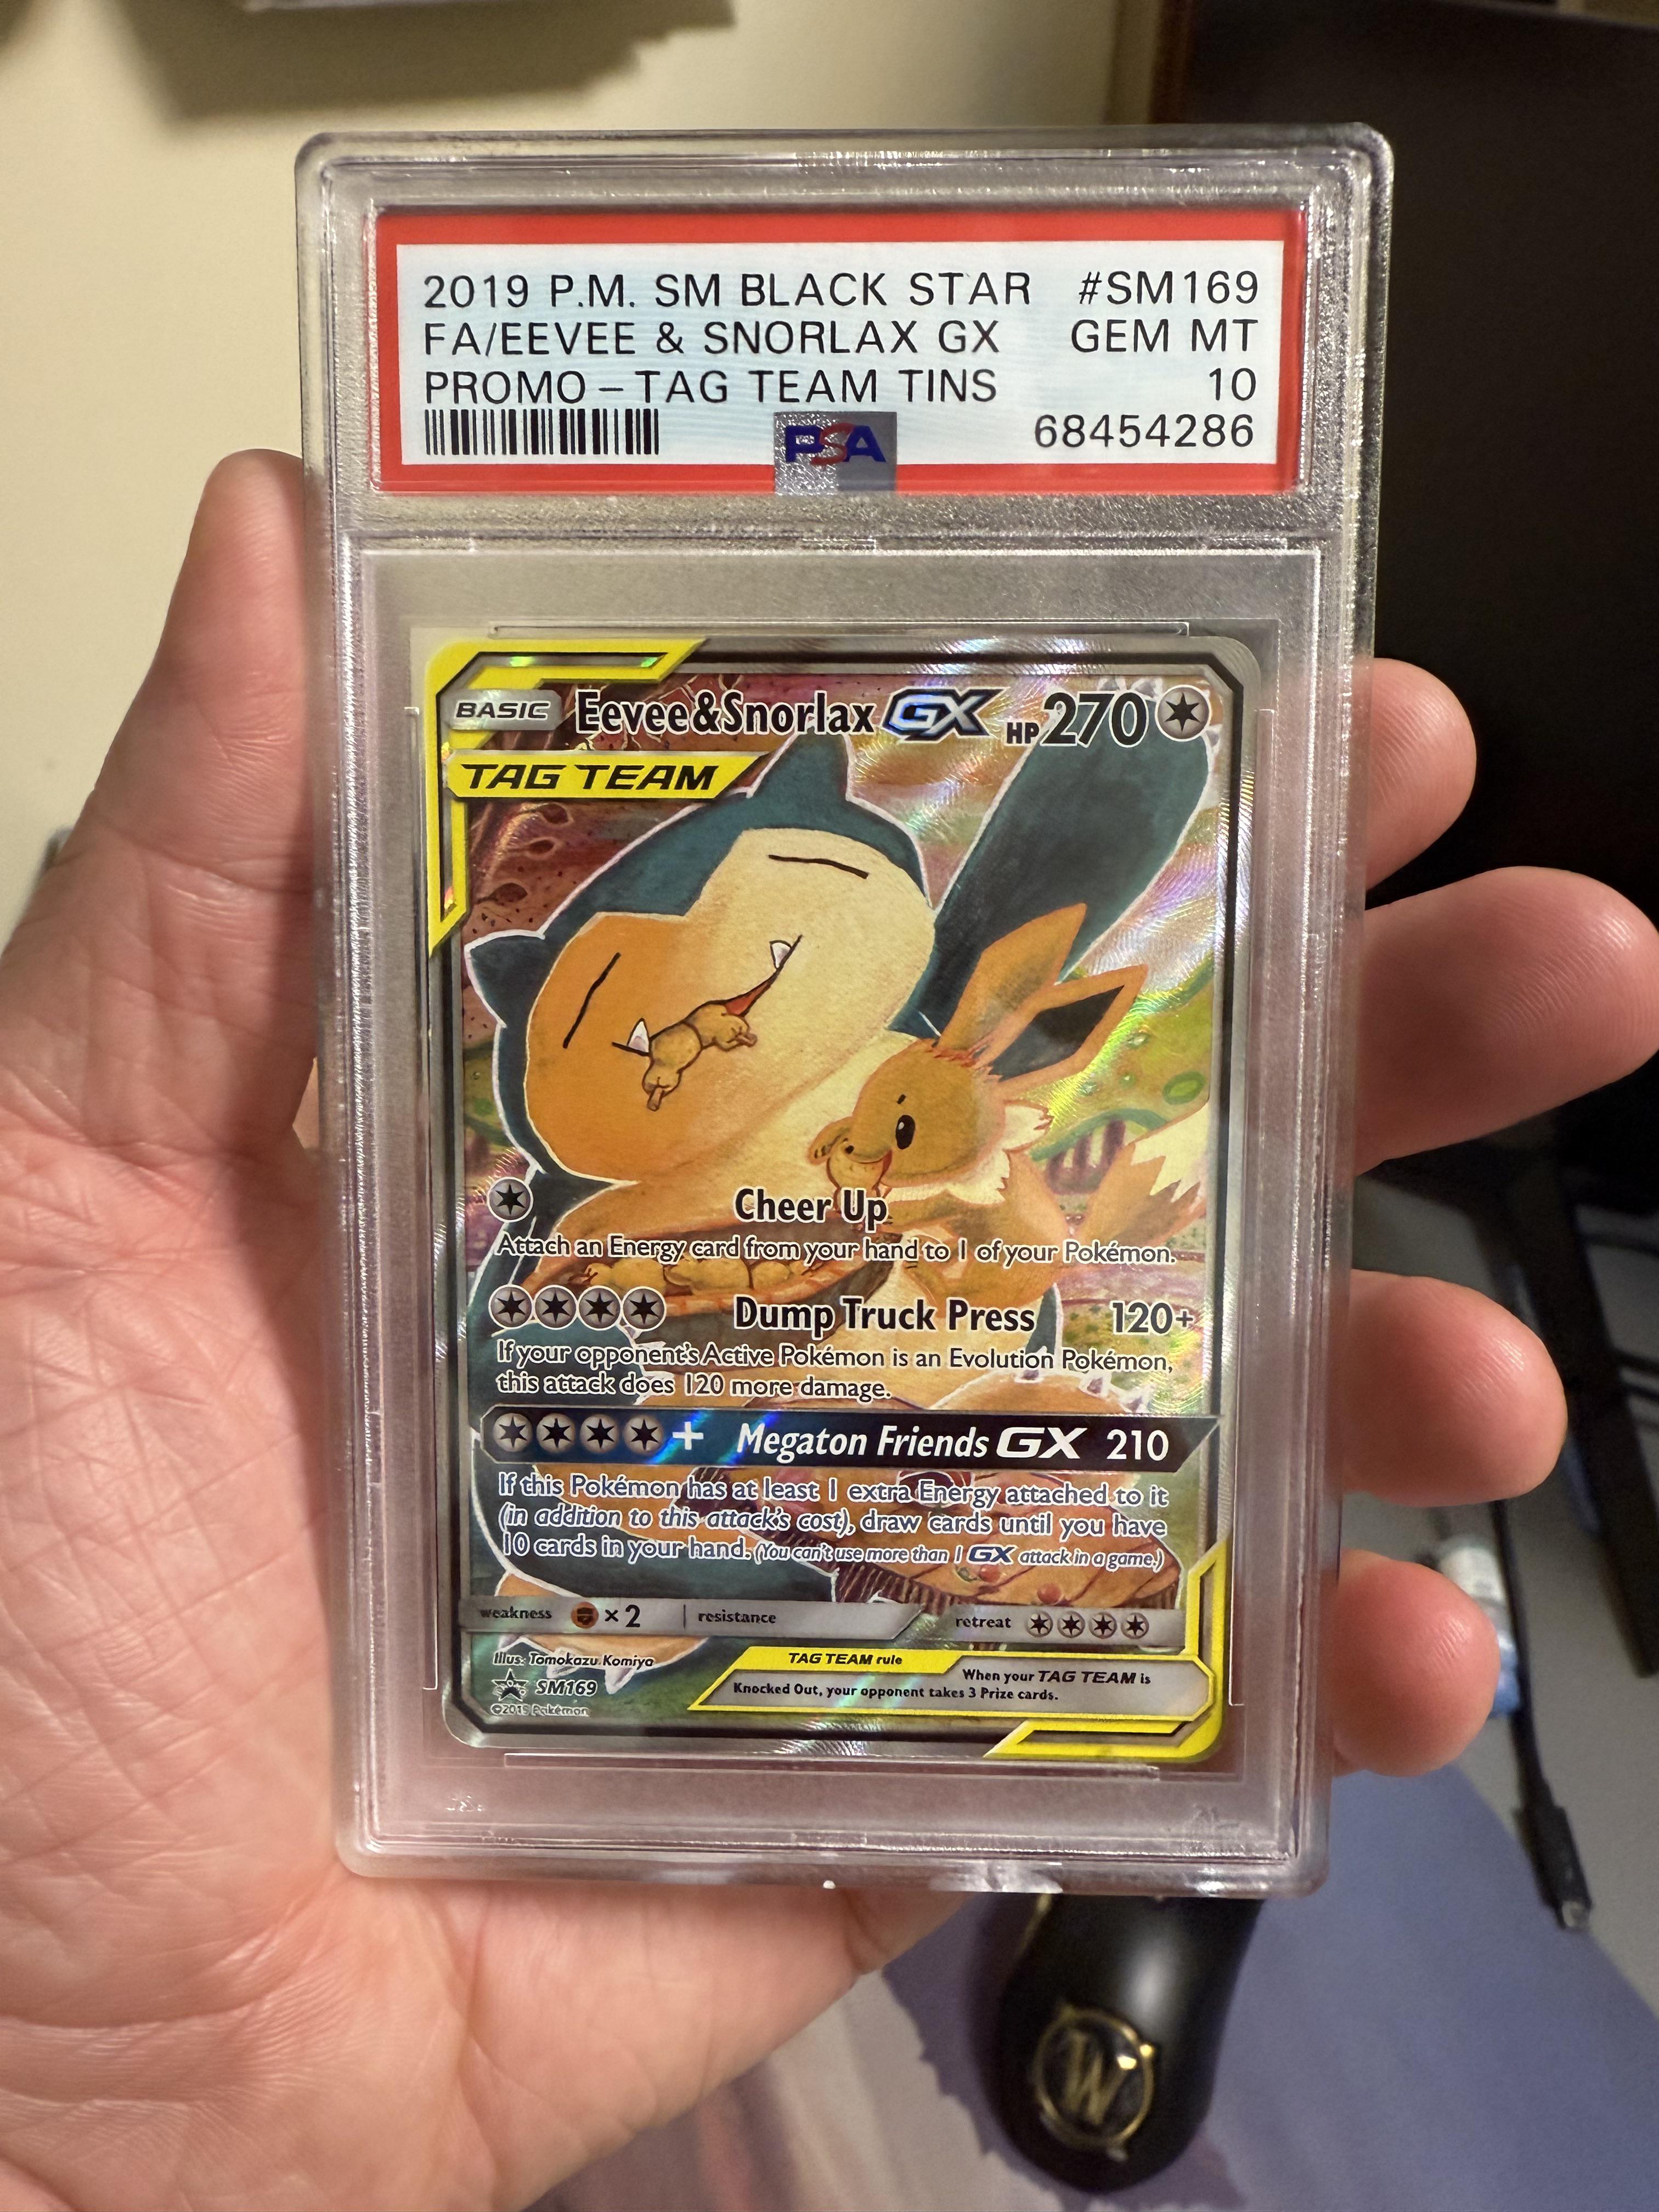 2019 P.M. SM BLACK STAR #SM169
FA/EEVEE & SNORLAX GX GEM MT
PROMO – TAG TEAM TINS 10
PSA 68454286
BASIC Eevee&Snorlax GX HP 270
TAG TEAM
Cheer Up
Attach an Energy card from your hand to 1 of your Pokémon.
Dump Truck Press 120+
If your opponent's Active Pokémon is an Evolution Pokémon,
this attack does 120 more damage.
+ Megaton Friends GX 210
If this Pokémon has at least 1 extra Energy attached to it
(in addition to this attack's cost), draw cards until you have
10 cards in your hand. (You can't use more than 1 GX attack in a game.)
weakness ×2 resistance retreat
Illus. Tomokazu Komiya
SM169
©2019 Pokémon
TAG TEAM rule
When your TAG TEAM is
Knocked Out, your opponent takes 3 Prize cards.
W